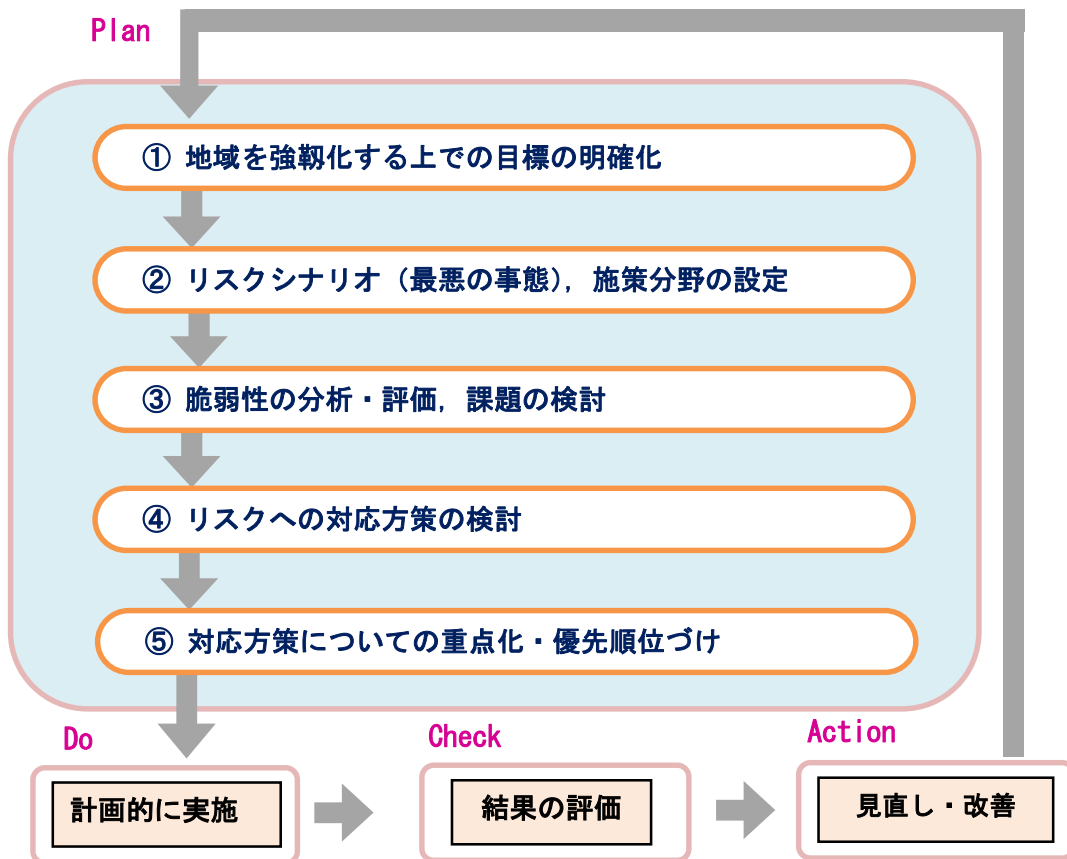 Plan
① 地域を強靱化する上での目標の明確化
② リスクシナリオ（最悪の事態），施策分野の設定
③ 脆弱性の分析・評価，課題の検討
④ リスクへの対応方策の検討
⑤ 対応方策についての重点化・優先順位づけ
Do
Check
Action
計画的に実施
結果の評価
見直し・改善